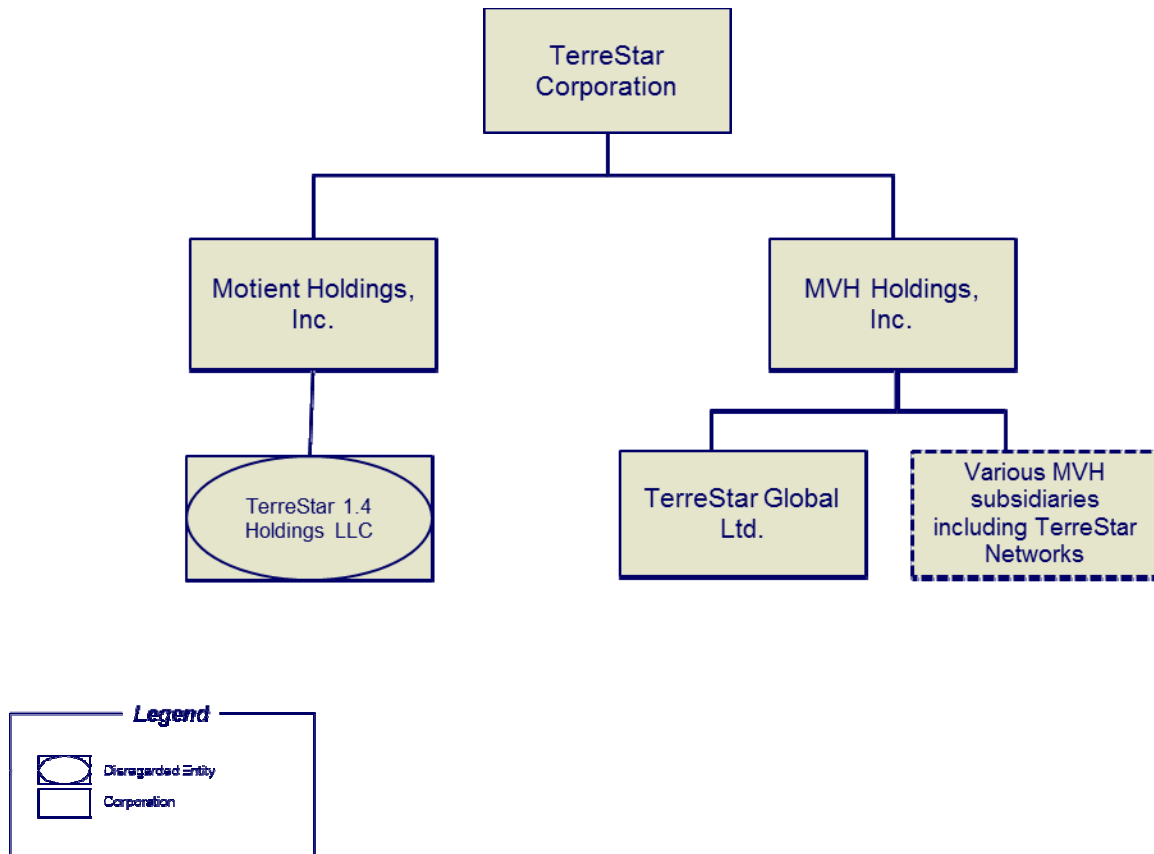 TerreStar
Corporation
Motient Holdings,
Inc.
MVH Holdings,
Inc.
TerreStar 1.4
Holdings LLC
TerreStar Global
Ltd.
Various MVH
subsidiaries
including TerreStar
Networks
Legend
Disregarded Entity
Corporation